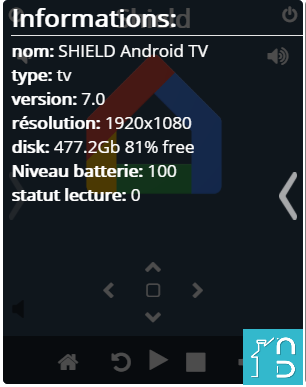 Informations:
nom: SHIELD Android TV
type: tv
version: 7.0
résolution: 1920x1080
disk: 477.2Gb 81% free
Niveau batterie: 100
statut lecture: 0